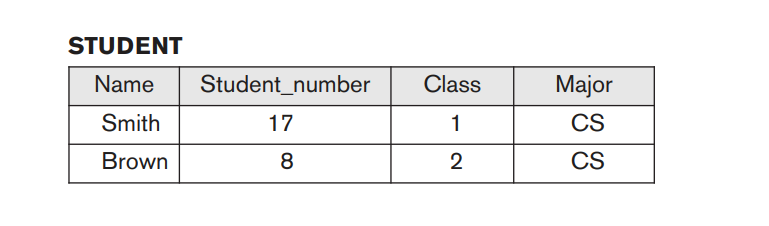 STUDENT
Name Student_number Class Major
Smith 17 1 CS
Brown 8 2 CS